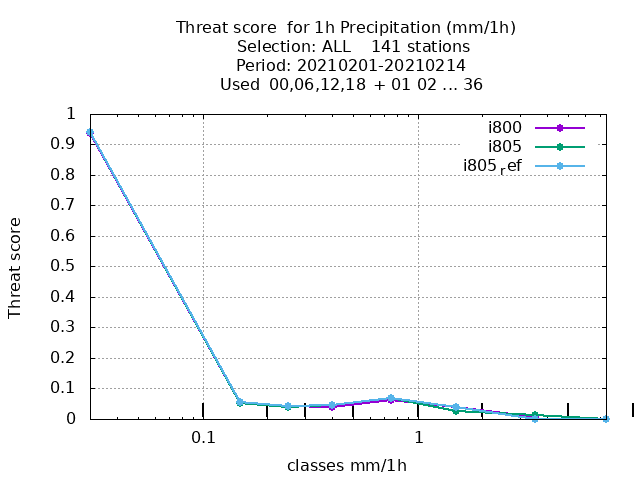 Threat score for 1h Precipitation (mm/1h)
Selection: ALL 141 stations
Period: 20210201-20210214
Used 00,06,12,18 + 01 02 ... 36
i800
i805
i805ref
1
0.9
0.8
0.7
0.6
0.5
0.4
0.3
0.2
0.1
0
Threat score
0.1
1
classes mm/1h